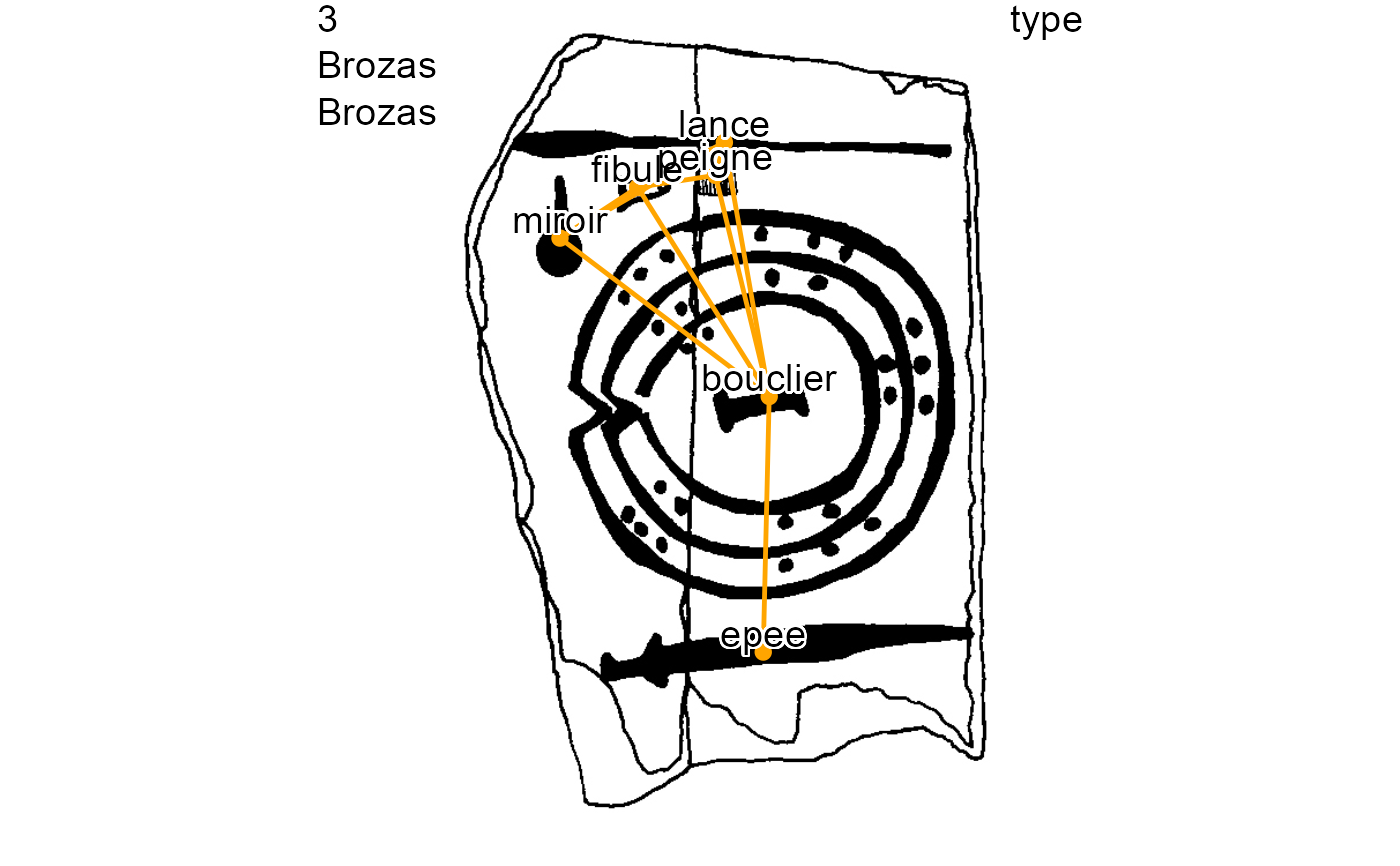 3
Brozas
Brozas
type
lance
peigne
fibule
miroir
bouclier
epee